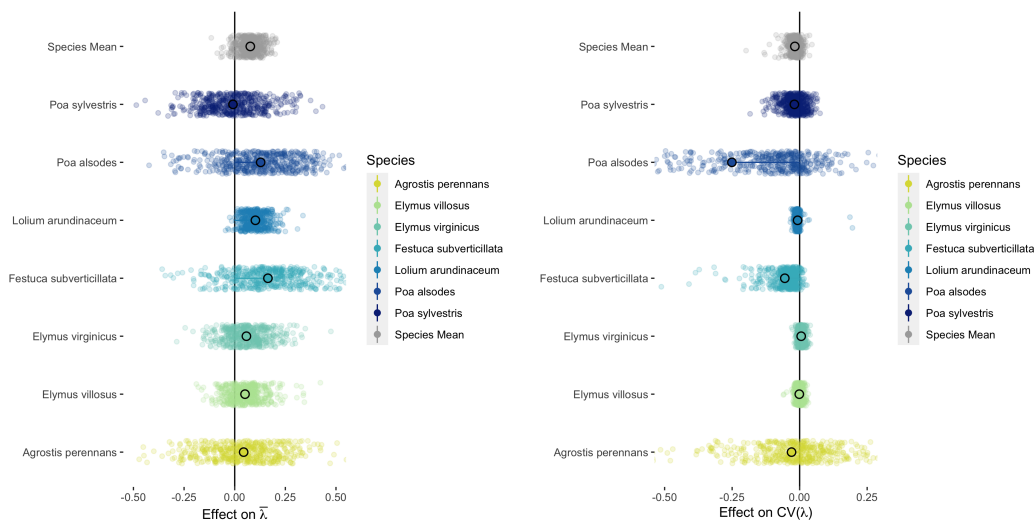 Species Mean
Poa sylvestris
Poa alsodes
Lolium arundinaceum
Festuca subverticillata
Elymus virginicus
Elymus villosus
Agrostis perennans
-0.50 -0.25 0.00 0.25 0.50
Effect on λ̅
Species
Agrostis perennans
Elymus villosus
Elymus virginicus
Festuca subverticillata
Lolium arundinaceum
Poa alsodes
Poa sylvestris
Species Mean
Species Mean
Poa sylvestris
Poa alsodes
Lolium arundinaceum
Festuca subverticillata
Elymus virginicus
Elymus villosus
Agrostis perennans
-0.50 -0.25 0.00 0.25
Effect on CV(λ)
Species
Agrostis perennans
Elymus villosus
Elymus virginicus
Festuca subverticillata
Lolium arundinaceum
Poa alsodes
Poa sylvestris
Species Mean